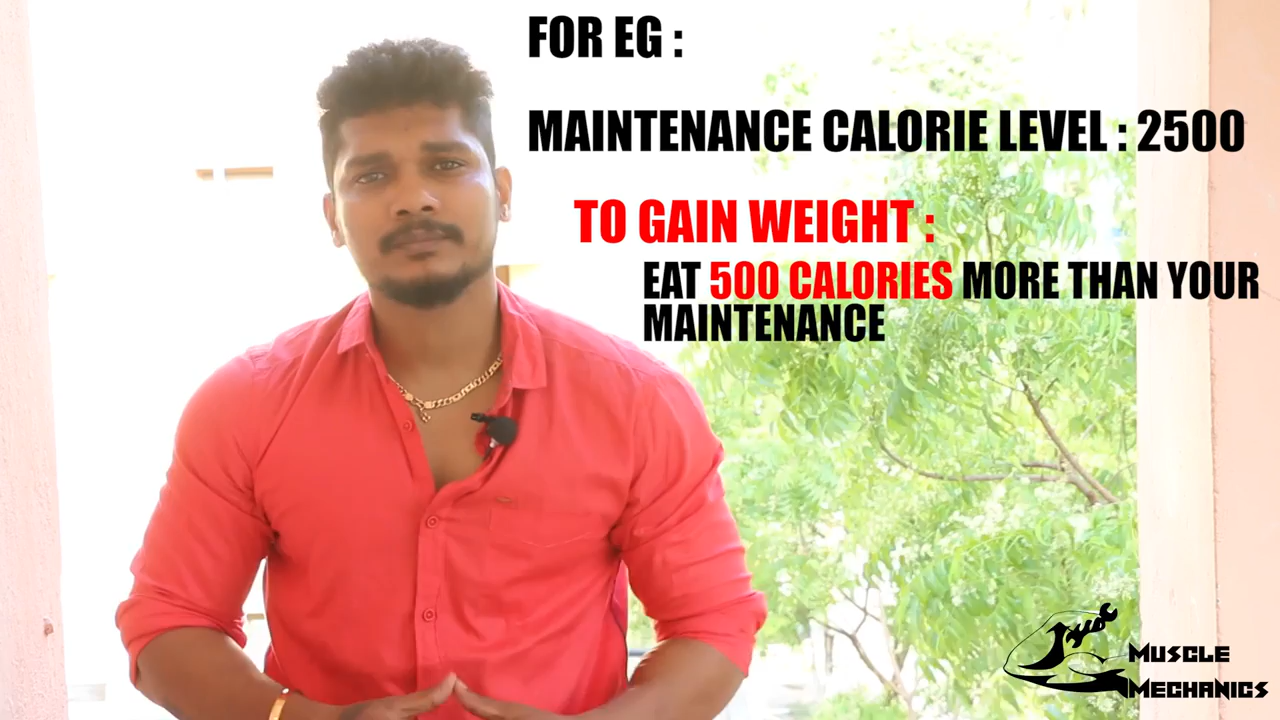 FOR EG :
MAINTENANCE CALORIE LEVEL : 2500
TO GAIN WEIGHT :
EAT 500 CALORIES MORE THAN YOUR
MAINTENANCE
MUSCLE
MECHANICS